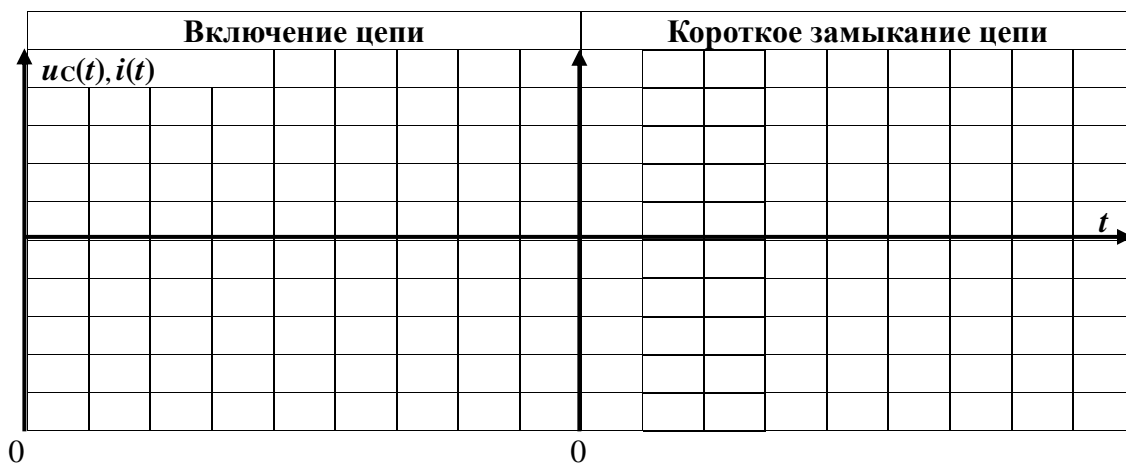 Включение цепи Короткое замыкание цепи
uC(t), i(t)
t
0 0